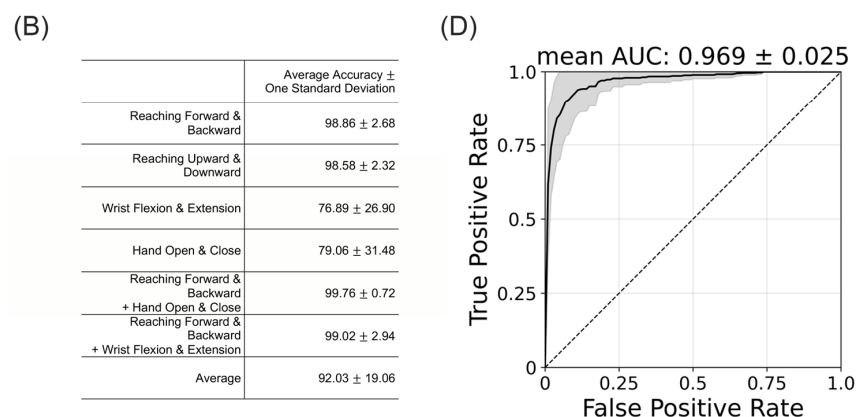 (B)
Average Accuracy ±
One Standard Deviation
Reaching Forward &
Backward
98.86 ± 2.68
Reaching Upward &
Downward
98.58 ± 2.32
Wrist Flexion & Extension
76.89 ± 26.90
Hand Open & Close
79.06 ± 31.48
Reaching Forward &
Backward
+ Hand Open & Close
99.76 ± 0.72
Reaching Forward &
Backward
+ Wrist Flexion & Extension
99.02 ± 2.94
Average
92.03 ± 19.06
(D)
mean AUC: 0.969 ± 0.025
True Positive Rate
1.0
0.75
0.5
0.25
0
0 0.25 0.5 0.75 1.0
False Positive Rate